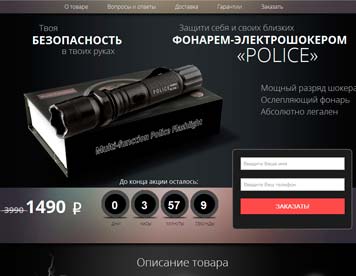 О товаре Вопросы и ответы Доставка Гарантии Заказать
Твоя
БЕЗОПАСНОСТЬ
в твоих руках
Защити себя и своих близких
ФОНАРЕМ-ЭЛЕКТРОШОКЕРОМ
«POLICE»
Мощный разряд шокера
Ослепляющий фонарь
Абсолютно легален
POLICE
Multi-function Police Flashlight
До конца акции осталось:
3990 1490 ₽
0 3 57 9
дни часы минуты секунды
Введите Ваше имя
Введите Ваш телефон
ЗАКАЗАТЬ!
Описание товара